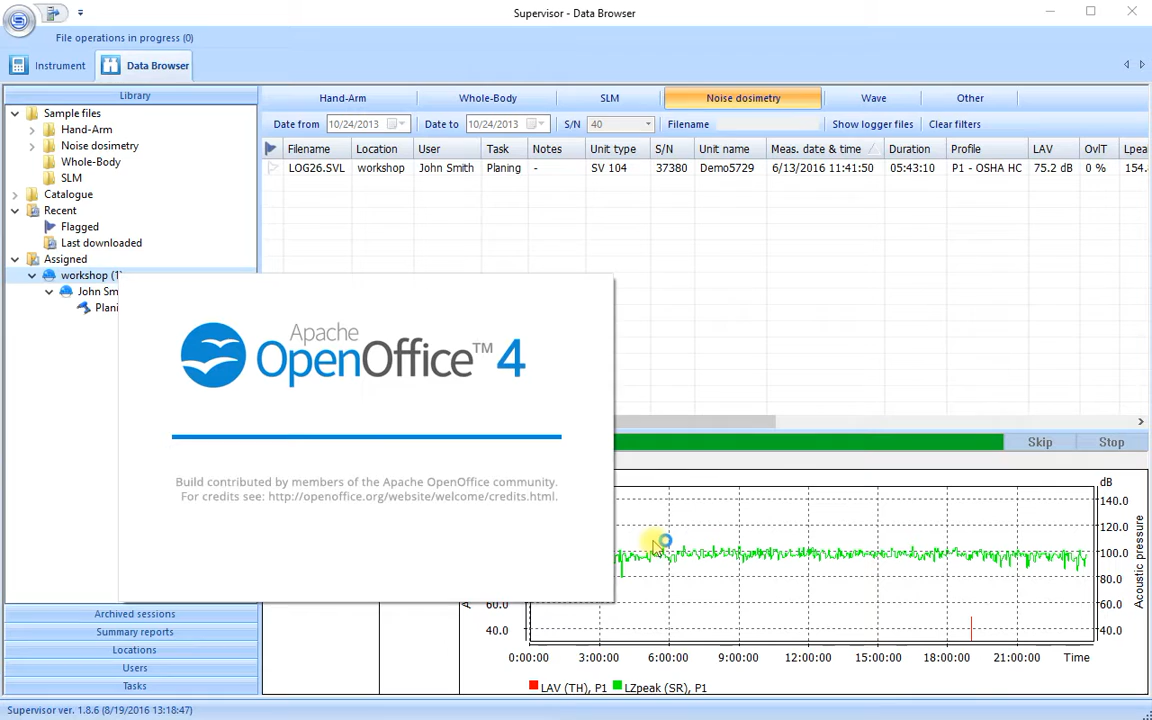 Supervisor - Data Browser
File operations in progress (0)
Instrument
Data Browser
Library
Hand-Arm
Whole-Body
SLM
Noise dosimetry
Wave
Other
Sample files
Hand-Arm
Noise dosimetry
Whole-Body
SLM
Catalogue
Recent
Flagged
Last downloaded
Assigned
workshop (1)
John Sm
Plani
Date from 10/24/2013 Date to 10/24/2013 S/N 40 Filename Show logger files Clear filters
Filename Location User Task Notes Unit type S/N Unit name Meas. date & time Duration Profile LAV OvlT Lpea
LOG26.SVL workshop John Smith Planing - SV 104 37380 Demo5729 6/13/2016 11:41:50 05:43:10 P1 - OSHA HC 75.2 dB 0 % 154.
Apache
OpenOffice™ 4
Build contributed by members of the Apache OpenOffice community.
For credits see: http://openoffice.org/website/welcome/credits.html.
Skip
Stop
dB
140.0
120.0
100.0
80.0
60.0
40.0
Acoustic pressure
60.0
40.0
0:00:00 3:00:00 6:00:00 9:00:00 12:00:00 15:00:00 18:00:00 21:00:00 Time
LAV (TH), P1 LZpeak (SR), P1
Archived sessions
Summary reports
Locations
Users
Tasks
Supervisor ver. 1.8.6 (8/19/2016 13:18:47)